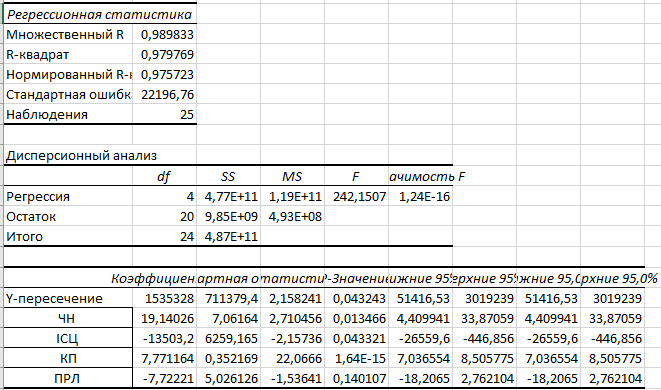 Регрессионная статистика
Множественный R 0,989833
R-квадрат 0,979769
Нормированный R-к 0,975723
Стандартная ошибк 22196,76
Наблюдения 25
Дисперсионный анализ
df SS MS F ачимость F
Регрессия 4 4,77E+11 1,19E+11 242,1507 1,24E-16
Остаток 20 9,85E+09 4,93E+08
Итого 24 4,87E+11
Коэффициен артная о татисти Р-Значение ижние 95% ерхние 95% жние 95,0 рхние 95,0%
Y-пересечение 1535328 711379,4 2,158241 0,043243 51416,53 3019239 51416,53 3019239
ЧН 19,14026 7,06164 2,710456 0,013466 4,409941 33,87059 4,409941 33,87059
ІСЦ -13503,2 6259,165 -2,15736 0,043321 -26559,6 -446,856 -26559,6 -446,856
КП 7,771164 0,352169 22,0666 1,64E-15 7,036554 8,505775 7,036554 8,505775
ПРЛ -7,72221 5,026126 -1,53641 0,140107 -18,2065 2,762104 -18,2065 2,762104